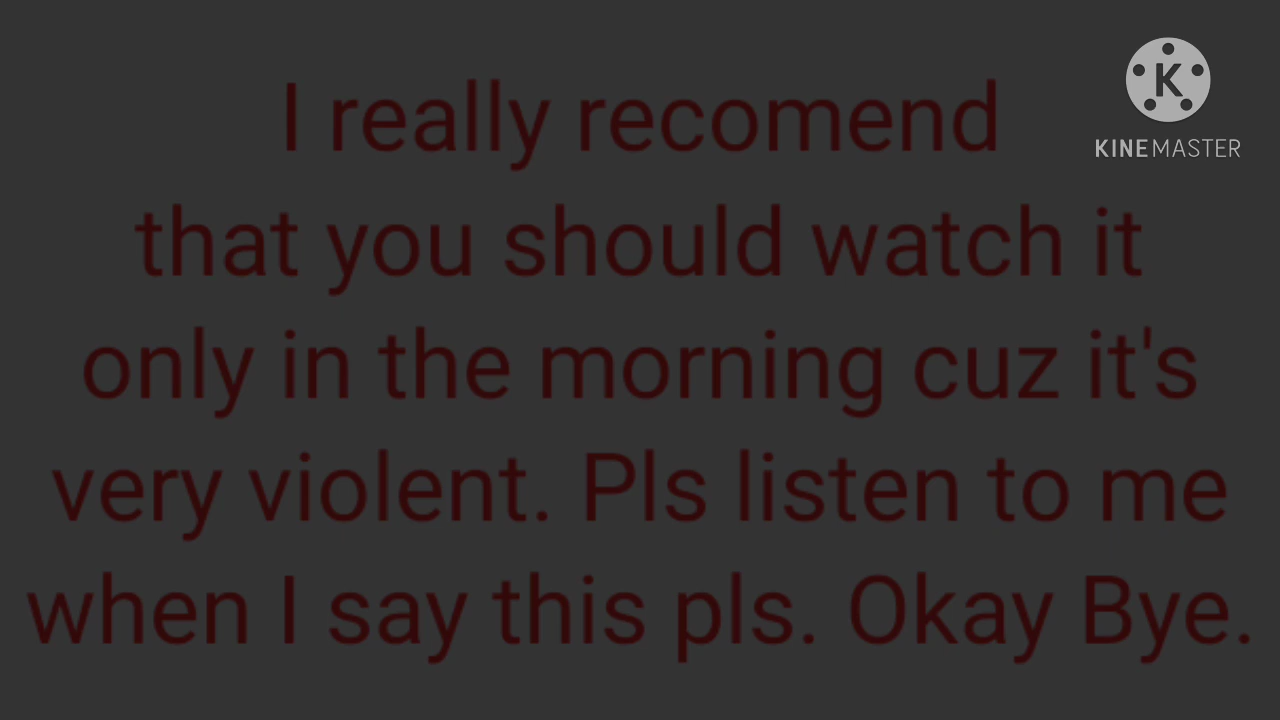 I really recomend
that you should watch it
only in the morning cuz it's
very violent. Pls listen to me
when I say this pls. Okay Bye.
K
KINEMASTER